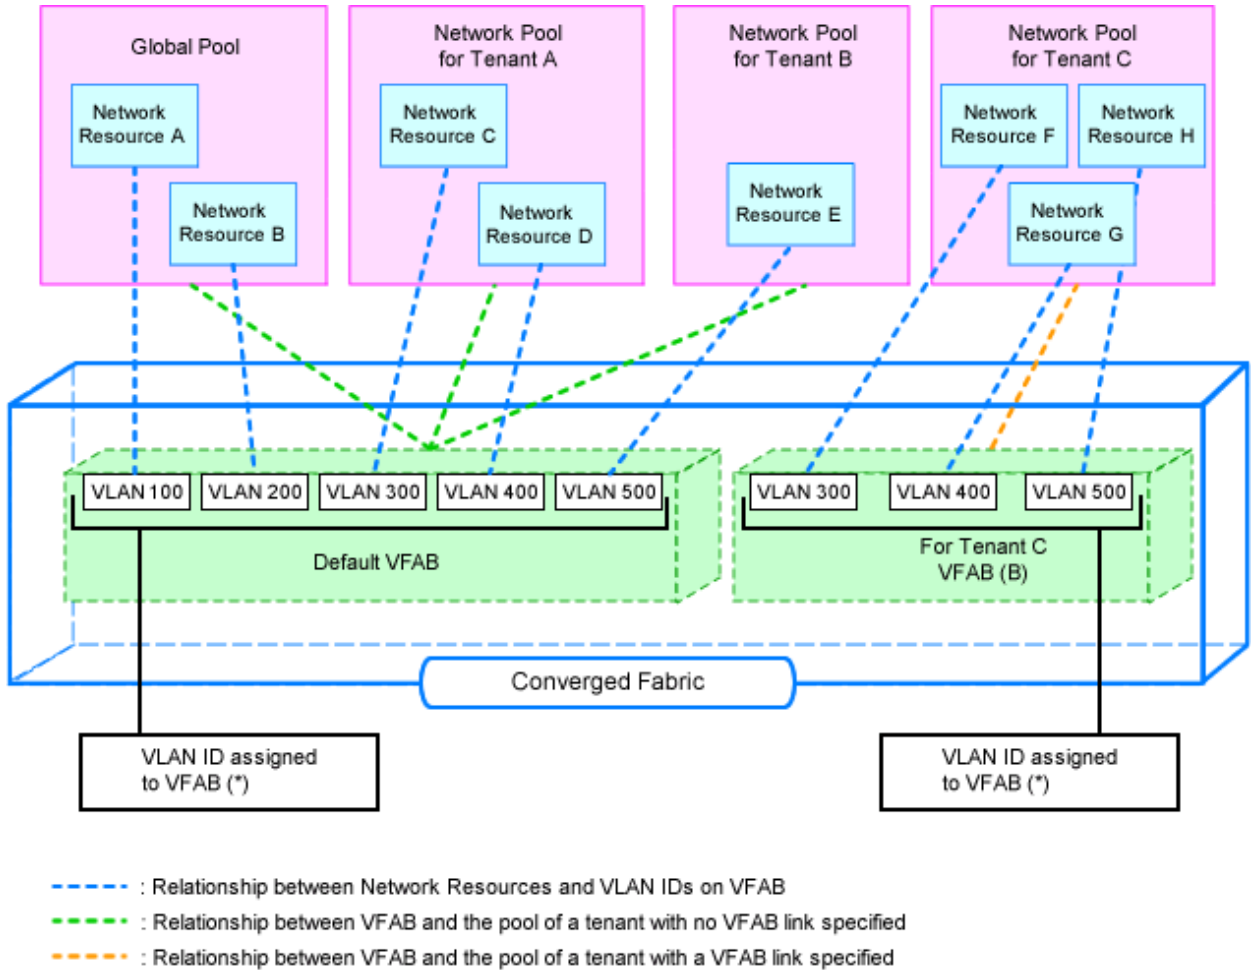 Global Pool
Network Pool
for Tenant A
Network Pool
for Tenant B
Network Pool
for Tenant C
Network
Resource A
Network
Resource B
Network
Resource C
Network
Resource D
Network
Resource E
Network
Resource F
Network
Resource H
Network
Resource G
VLAN 100
VLAN 200
VLAN 300
VLAN 400
VLAN 500
VLAN 300
VLAN 400
VLAN 500
Default VFAB
For Tenant C
VFAB (B)
Converged Fabric
VLAN ID assigned
to VFAB (*)
VLAN ID assigned
to VFAB (*)
: Relationship between Network Resources and VLAN IDs on VFAB
: Relationship between VFAB and the pool of a tenant with no VFAB link specified
: Relationship between VFAB and the pool of a tenant with a VFAB link specified